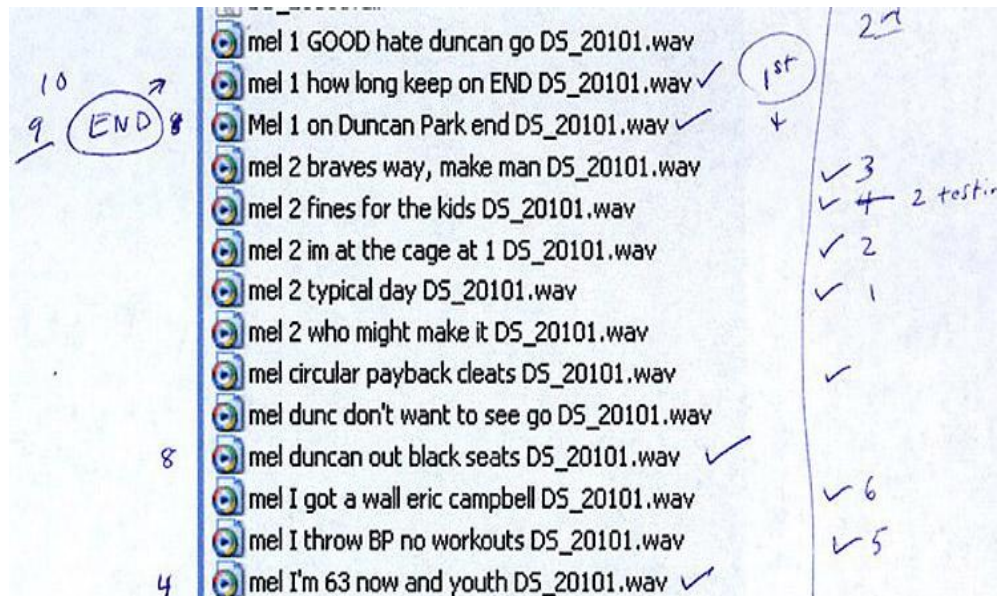 2nd
mel 1 GOOD hate duncan go DS_20101.wav
10 mel 1 how long keep on END DS_20101.wav ✓ 1st
9 END 8 Mel 1 on Duncan Park end DS_20101.wav ✓ 4
mel 2 braves way, make man DS_20101.wav ✓ 3
mel 2 fines for the kids DS_20101.wav ✓ 4 2 testin
mel 2 im at the cage at 1 DS_20101.wav ✓ 2
mel 2 typical day DS_20101.wav ✓ 1
mel 2 who might make it DS_20101.wav
mel circular payback cleats DS_20101.wav ✓
mel dunc don't want to see go DS_20101.wav
8 mel duncan out black seats DS_20101.wav ✓
mel I got a wall eric campbell DS_20101.wav ✓ 6
mel I throw BP no workouts DS_20101.wav ✓ 5
4 mel I'm 63 now and youth DS_20101.wav ✓